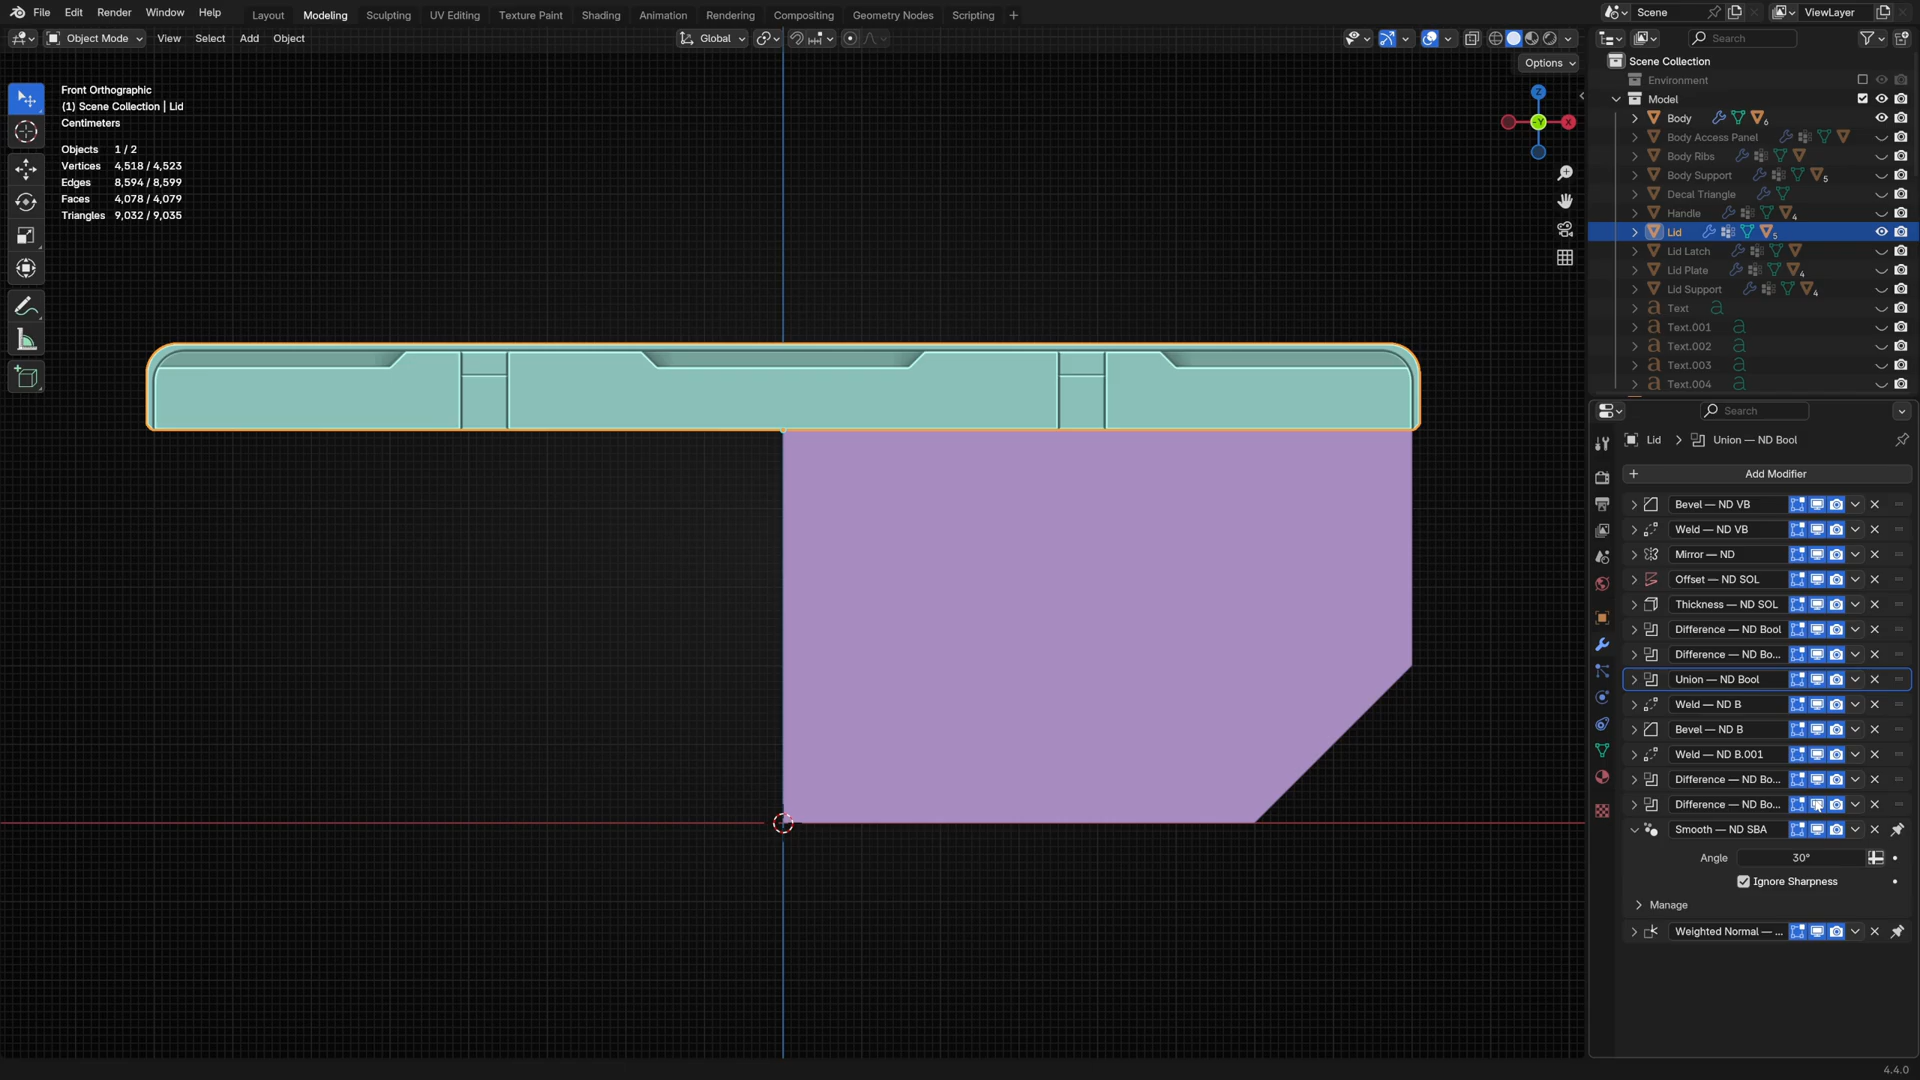 File Edit Render Window Help Layout Modeling Sculpting UV Editing Texture Paint Shading Animation Rendering Compositing Geometry Nodes Scripting Scene ViewLayer
Object Mode View Select Add Object Global Search
Options
Front Orthographic
(1) Scene Collection | Lid
Centimeters
Objects 1 / 2
Vertices 4,518 / 4,523
Edges 8,594 / 8,599
Faces 4,078 / 4,079
Triangles 9,032 / 9,035
Z
-Y
X
Scene Collection
Environment
Model
Body 6
Body Access Panel
Body Ribs
Body Support 5
Decal Triangle
Handle 4
Lid 5
Lid Latch
Lid Plate 4
Lid Support 4
Text
Text.001
Text.002
Text.003
Text.004
Search
Lid Union — ND Bool
Add Modifier
Bevel — ND VB
Weld — ND VB
Mirror — ND
Offset — ND SOL
Thickness — ND SOL
Difference — ND Bool
Difference — ND Bo...
Union — ND Bool
Weld — ND B
Bevel — ND B
Weld — ND B.001
Difference — ND Bo...
Difference — ND Bo...
Smooth — ND SBA
Angle 30°
Ignore Sharpness
Manage
Weighted Normal — ...
4.4.0